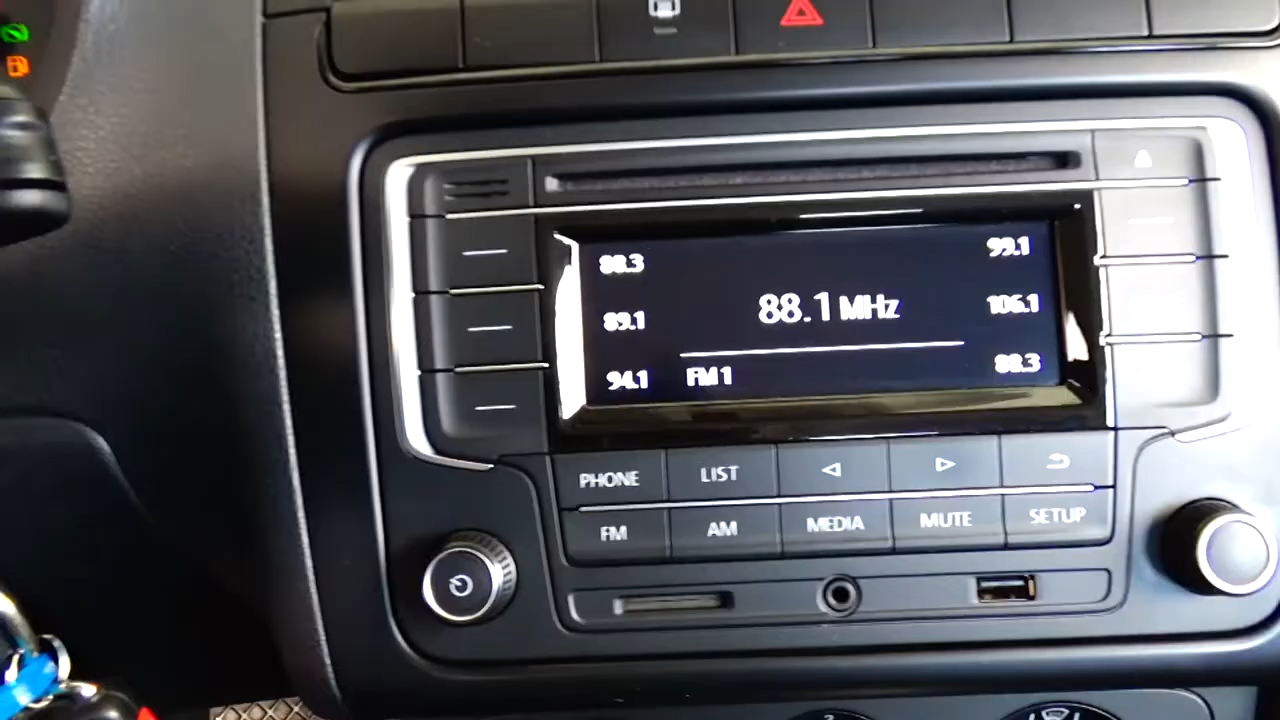 88.3
99.1
88.1 MHz
89.1
106.1
94.1
FM1
88.3
PHONE
LIST
FM
AM
MEDIA
MUTE
SETUP